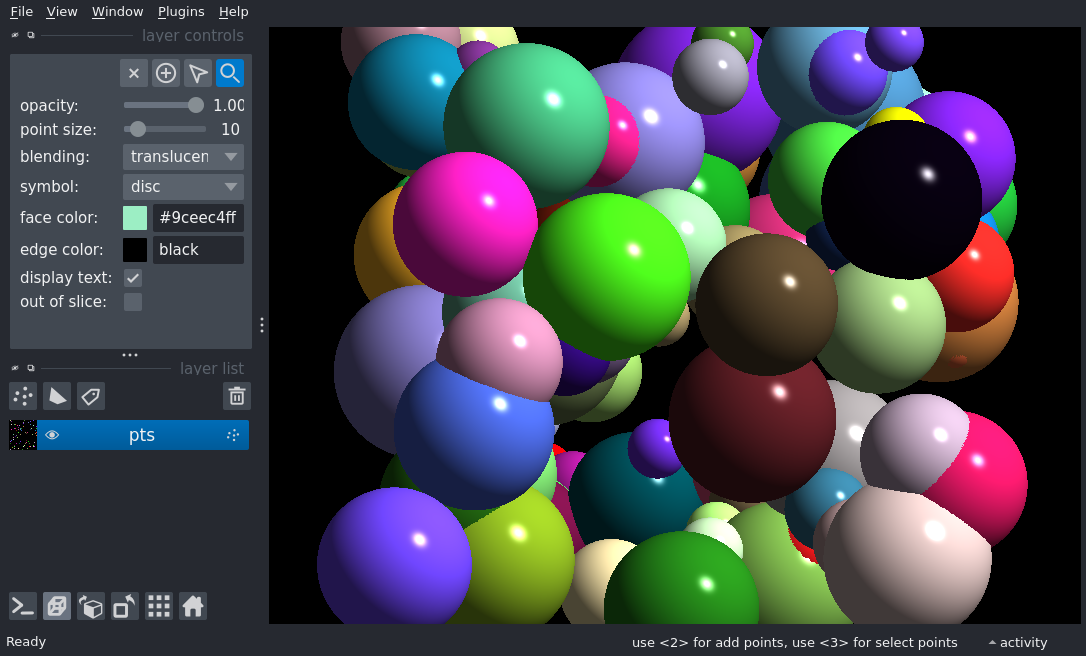 File View Window Plugins Help
layer controls
opacity: 1.00
point size: 10
blending: translucen
symbol: disc
face color: #9ceec4ff
edge color: black
display text:
out of slice:
layer list
pts
Ready
use <2> for add points, use <3> for select points
activity